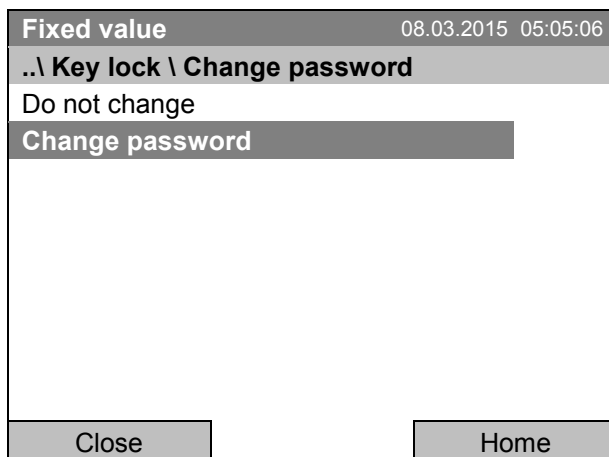 Fixed value 08.03.2015 05:05:06
..\ Key lock \ Change password
Do not change
Change password
Close Home